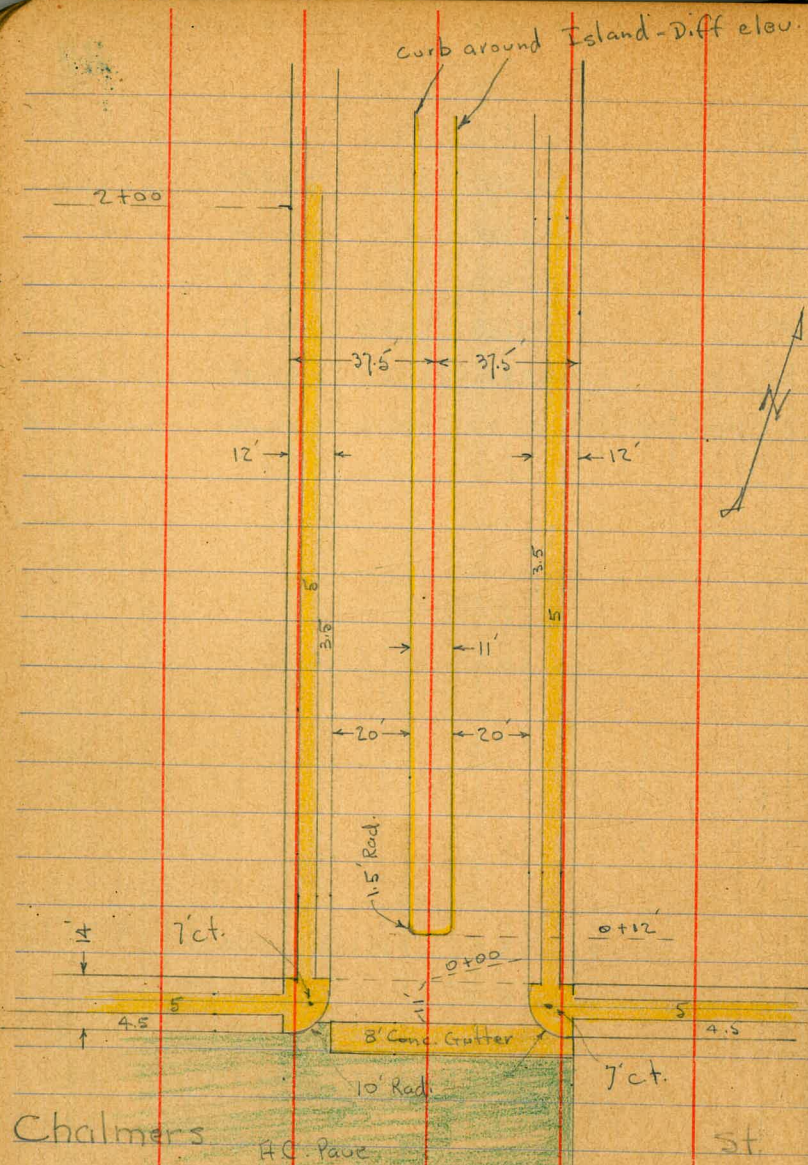 curb around Island - Diff elev.
2+00
37.5' 37.5'
12' 12'
3.5
5
5
3.5
11'
20' 20'
1.5' Rad.
14'
7' ct.
0+12'
0+00
11'
5
5
4.5
4.5
8' Conc. Gutter
10' Rad.
7' ct.
Chalmers St.
A.C. Pave
N